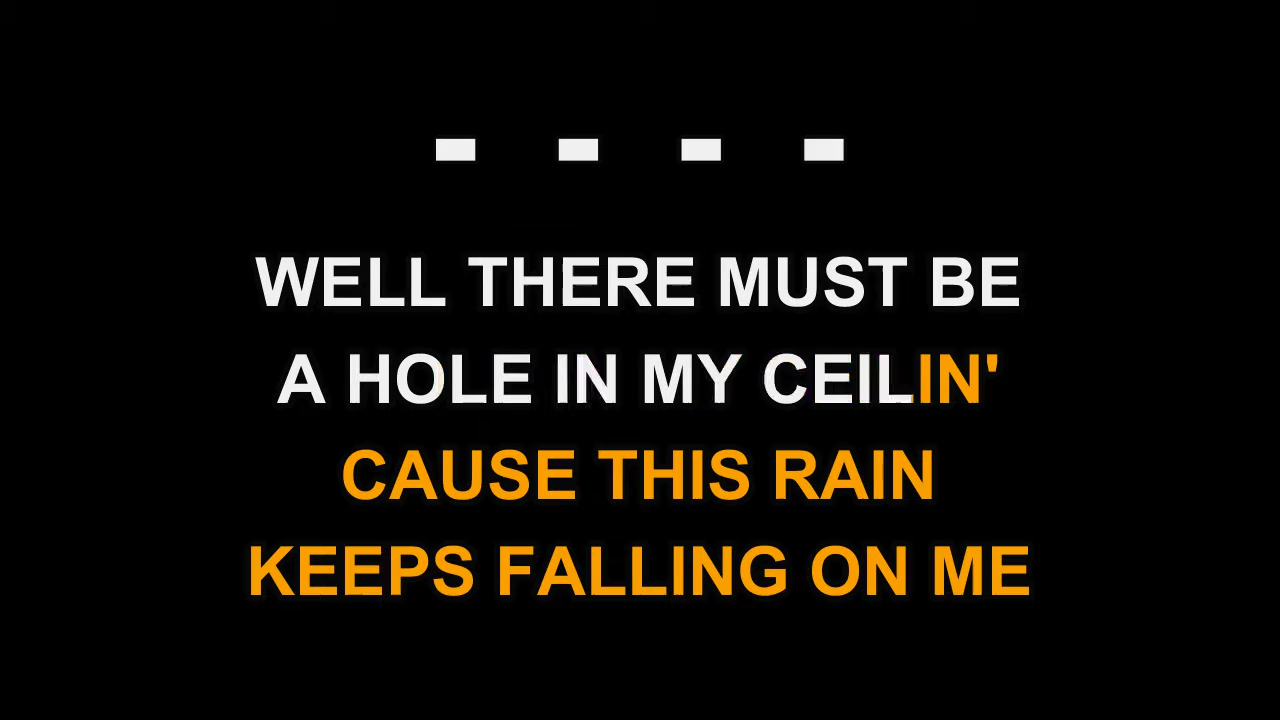 - - - -
WELL THERE MUST BE
A HOLE IN MY CEILIN'
CAUSE THIS RAIN
KEEPS FALLING ON ME